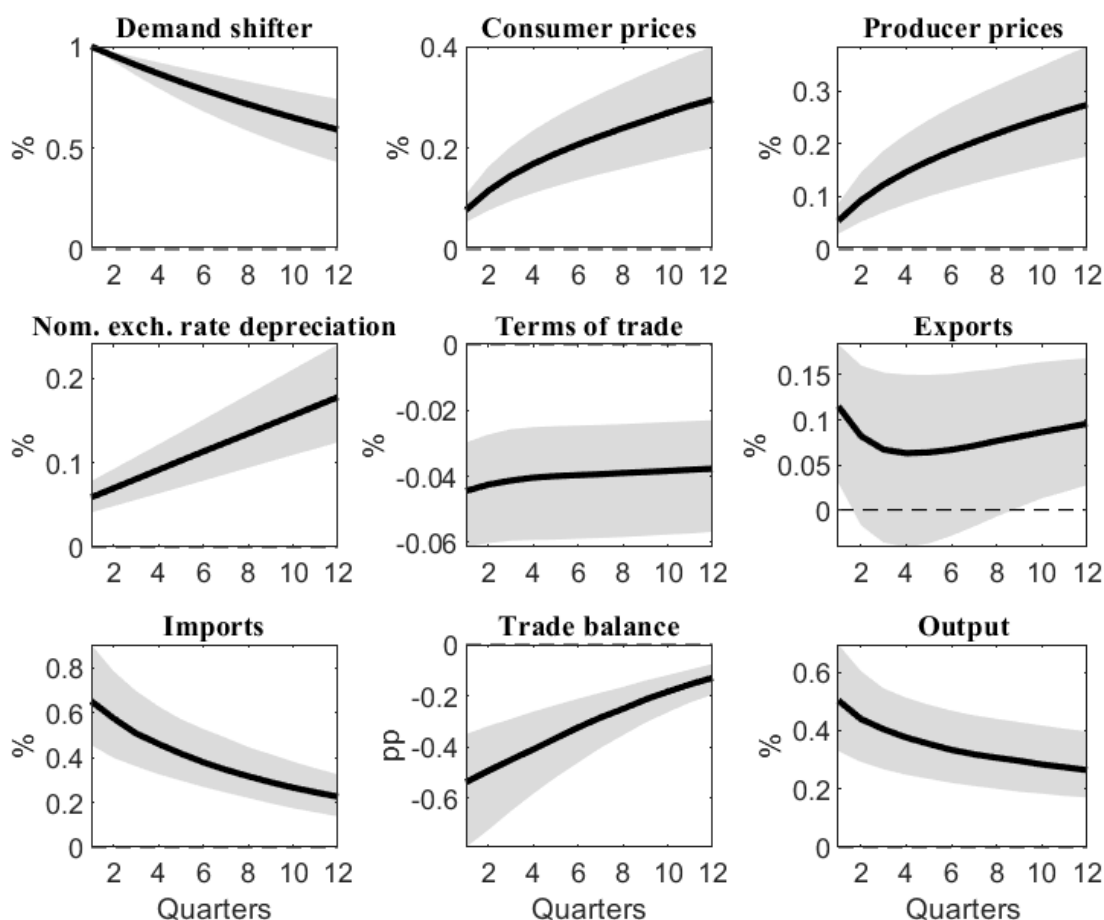 Demand shifter
1
0.5
0
%
2 4 6 8 10 12
Consumer prices
0.4
0.2
0
%
2 4 6 8 10 12
Producer prices
0.3
0.2
0.1
0
%
2 4 6 8 10 12
Nom. exch. rate depreciation
0.2
0.1
0
%
2 4 6 8 10 12
Terms of trade
0
-0.02
-0.04
-0.06
%
2 4 6 8 10 12
Exports
0.15
0.1
0.05
0
%
2 4 6 8 10 12
Imports
0.8
0.6
0.4
0.2
0
%
2 4 6 8 10 12
Quarters
Trade balance
0
-0.2
-0.4
-0.6
pp
2 4 6 8 10 12
Quarters
Output
0.6
0.4
0.2
0
%
2 4 6 8 10 12
Quarters